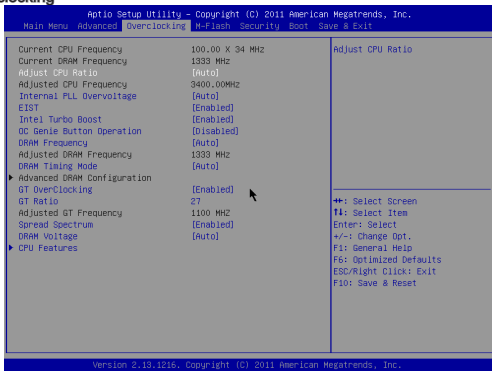 Aptio Setup Utility - Copyright (C) 2011 American Megatrends, Inc.
Main Menu Advanced Overclocking M-Flash Security Boot Save & Exit
Current CPU Frequency 100.00 X 34 MHz Adjust CPU Ratio
Current DRAM Frequency 1333 MHz
Adjust CPU Ratio [Auto]
Adjusted CPU Frequency 3400.00MHz
Internal PLL Overvoltage [Auto]
EIST [Enabled]
Intel Turbo Boost [Enabled]
OC Genie Button Operation [Disabled]
DRAM Frequency [Auto]
Adjusted DRAM Frequency 1333 MHz
DRAM Timing Mode [Auto]
Advanced DRAM Configuration
GT OverClocking [Enabled]
GT Ratio 27 ↔: Select Screen
Adjusted GT Frequency 1100 MHZ ↑↓: Select Item
Spread Spectrum [Enabled] Enter: Select
DRAM Voltage [Auto] +/-: Change Opt.
CPU Features F1: General Help
F6: Optimized Defaults
ESC/Right Click: Exit
F10: Save & Reset
Version 2.13.1216. Copyright (C) 2011 American Megatrends, Inc.